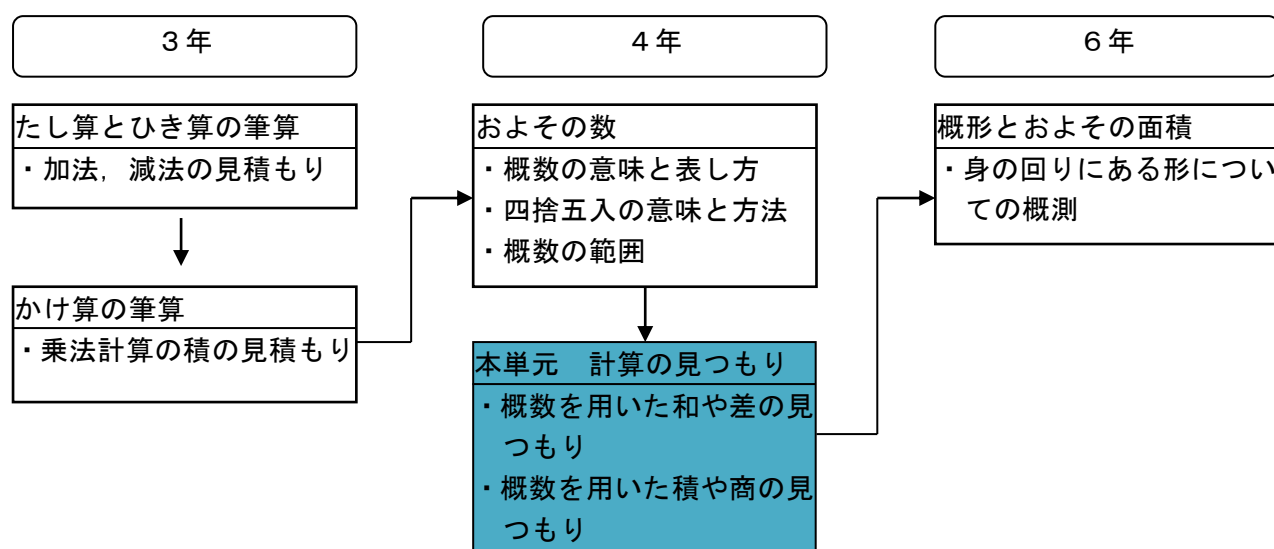 3年
たし算とひき算の筆算
・加法，減法の見積もり
かけ算の筆算
・乗法計算の積の見積もり
4年
およその数
・概数の意味と表し方
・四捨五入の意味と方法
・概数の範囲
本単元　計算の見つもり
・概数を用いた和や差の見
つもり
・概数を用いた積や商の見
つもり
6年
概形とおよその面積
・身の回りにある形につい
ての概測